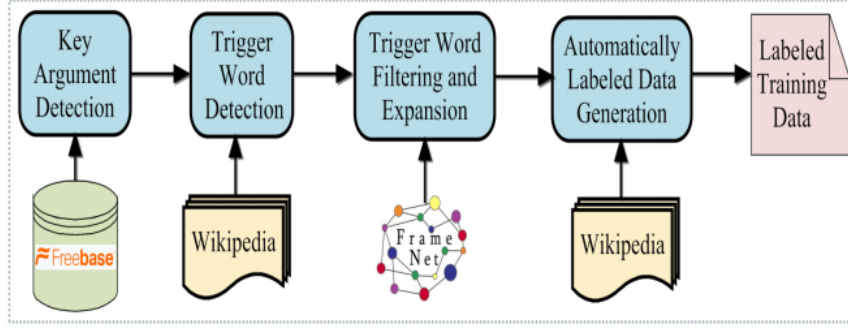 Key
Argument
Detection
Trigger
Word
Detection
Trigger Word
Filtering and
Expansion
Automatically
Labeled Data
Generation
Labeled
Training
Data
Freebase
Wikipedia
Frame
Net
Wikipedia